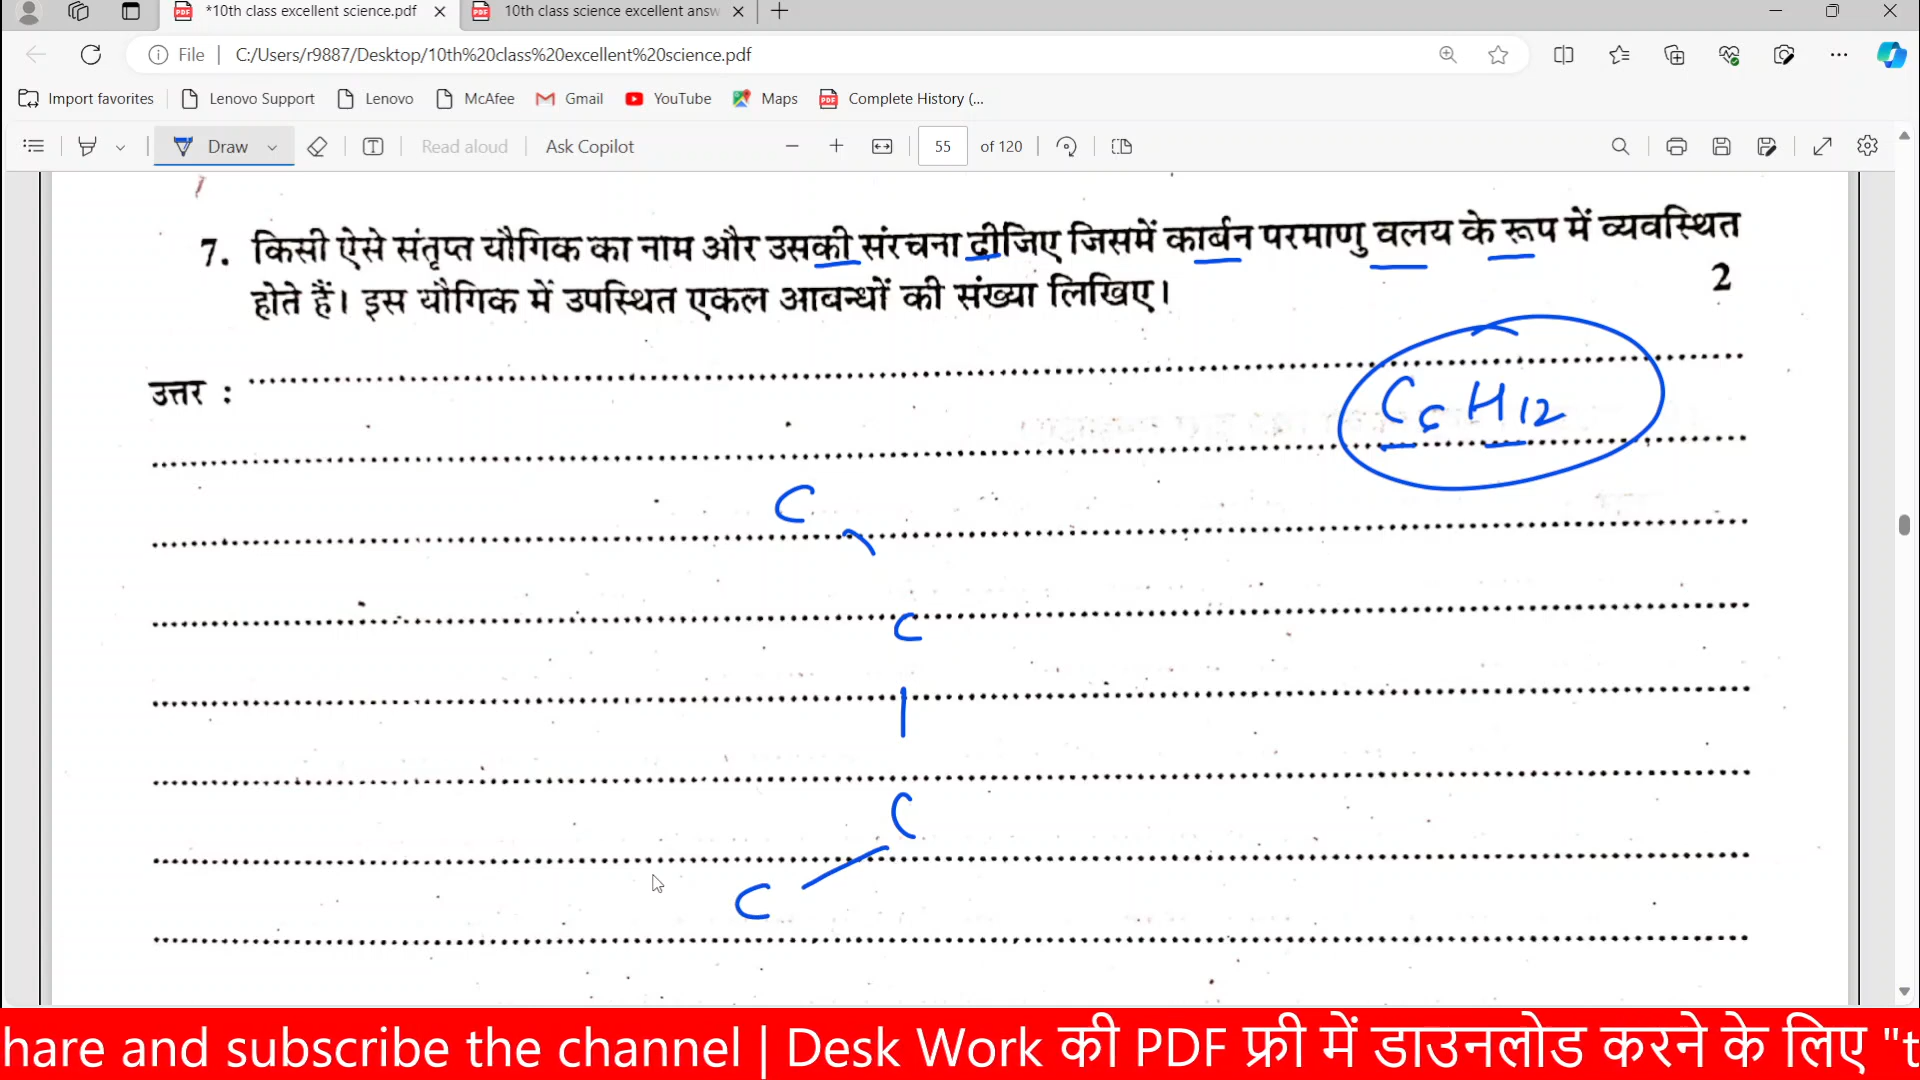 *10th class excellent science.pdf
10th class science excellent answ
File
C:/Users/r9887/Desktop/10th%20class%20excellent%20science.pdf
Import favorites
Lenovo Support
Lenovo
McAfee
Gmail
YouTube
Maps
Complete History (...
Draw
Read aloud
Ask Copilot
55 of 120
7. किसी ऐसे संतृप्त यौगिक का नाम और उसकी संरचना दीजिए जिसमें कार्बन परमाणु वलय के रूप में व्यवस्थित
होते हैं। इस यौगिक में उपस्थित एकल आबन्धों की संख्या लिखिए। 2
उत्तर :
C6H12
C
C
C
C
hare and subscribe the channel | Desk Work की PDF फ्री में डाउनलोड करने के लिए "t